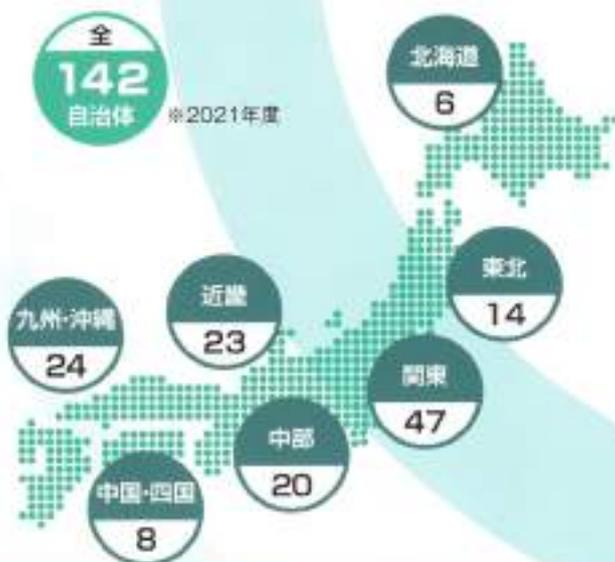 全
142
自治体
※2021年度
北海道
6
東北
14
近畿
23
九州・沖縄
24
関東
47
中部
20
中国・四国
8